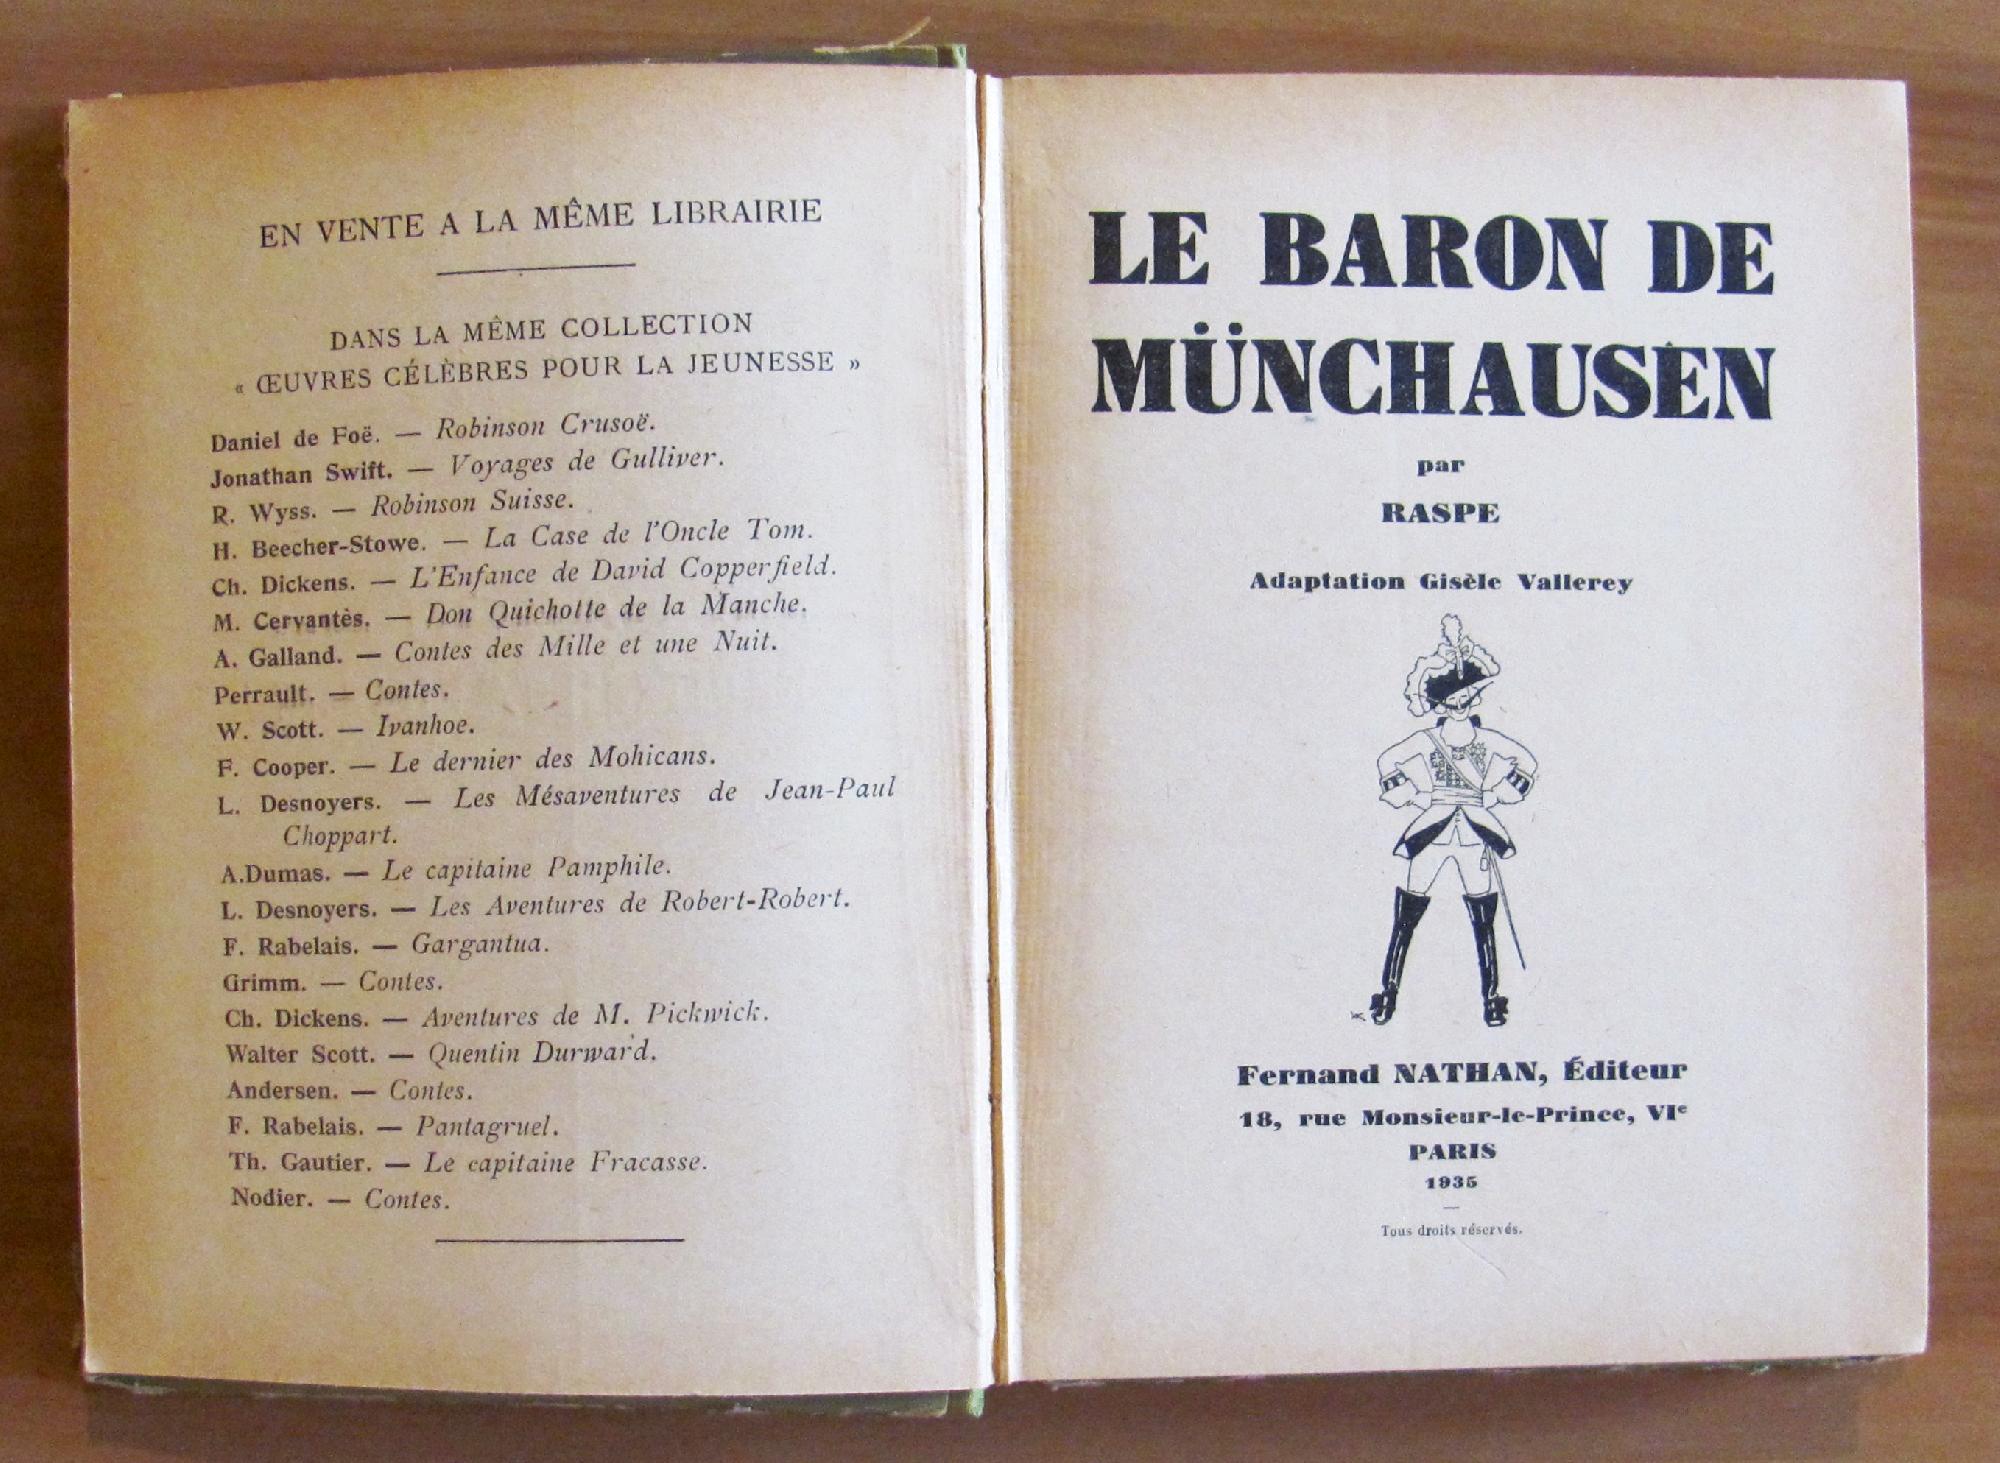 EN VENTE A LA MÊME LIBRAIRIE
DANS LA MÊME COLLECTION
« ŒUVRES CÉLÈBRES POUR LA JEUNESSE »
Daniel de Foë. — Robinson Crusoë.
Jonathan Swift. — Voyages de Gulliver.
R. Wyss. — Robinson Suisse.
H. Beecher-Stowe. — La Case de l'Oncle Tom.
Ch. Dickens. — L'Enfance de David Copperfield.
M. Cervantès. — Don Quichotte de la Manche.
A. Galland. — Contes des Mille et une Nuit.
Perrault. — Contes.
W. Scott. — Ivanhoe.
F. Cooper. — Le dernier des Mohicans.
L. Desnoyers. — Les Mésaventures de Jean-Paul
Choppart.
A.Dumas. — Le capitaine Pamphile.
L. Desnoyers. — Les Aventures de Robert-Robert.
F. Rabelais. — Gargantua.
Grimm. — Contes.
Ch. Dickens. — Aventures de M. Pickwick.
Walter Scott. — Quentin Durward.
Andersen. — Contes.
F. Rabelais. — Pantagruel.
Th. Gautier. — Le capitaine Fracasse.
Nodier. — Contes.
LE BARON DE
MÜNCHAUSEN
par
RASPE
Adaptation Gisèle Vallerey
Fernand NATHAN, Éditeur
18, rue Monsieur-le-Prince, VIe
PARIS
1935
Tous droits réservés.